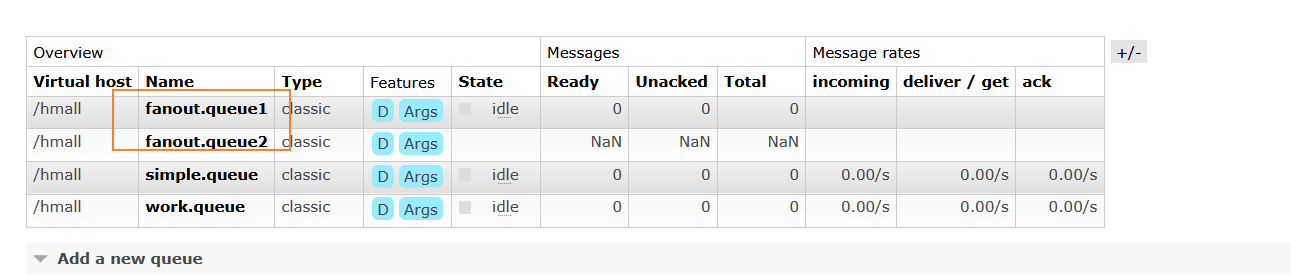 Overview Messages Message rates +/-
Virtual host Name Type Features State Ready Unacked Total incoming deliver / get ack
/hmall fanout.queue1 classic D Args idle 0 0 0
/hmall fanout.queue2 classic D Args NaN NaN NaN
/hmall simple.queue classic D Args idle 0 0 0 0.00/s 0.00/s 0.00/s
/hmall work.queue classic D Args idle 0 0 0 0.00/s 0.00/s 0.00/s
Add a new queue